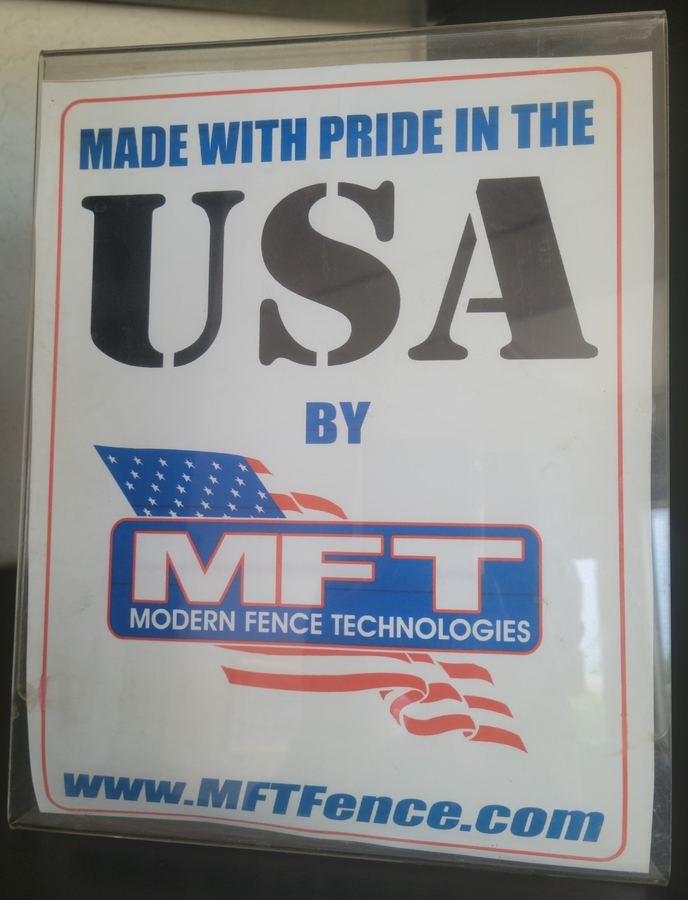 MADE WITH PRIDE IN THE
USA
BY
MFT
MODERN FENCE TECHNOLOGIES
www.MFTFence.com